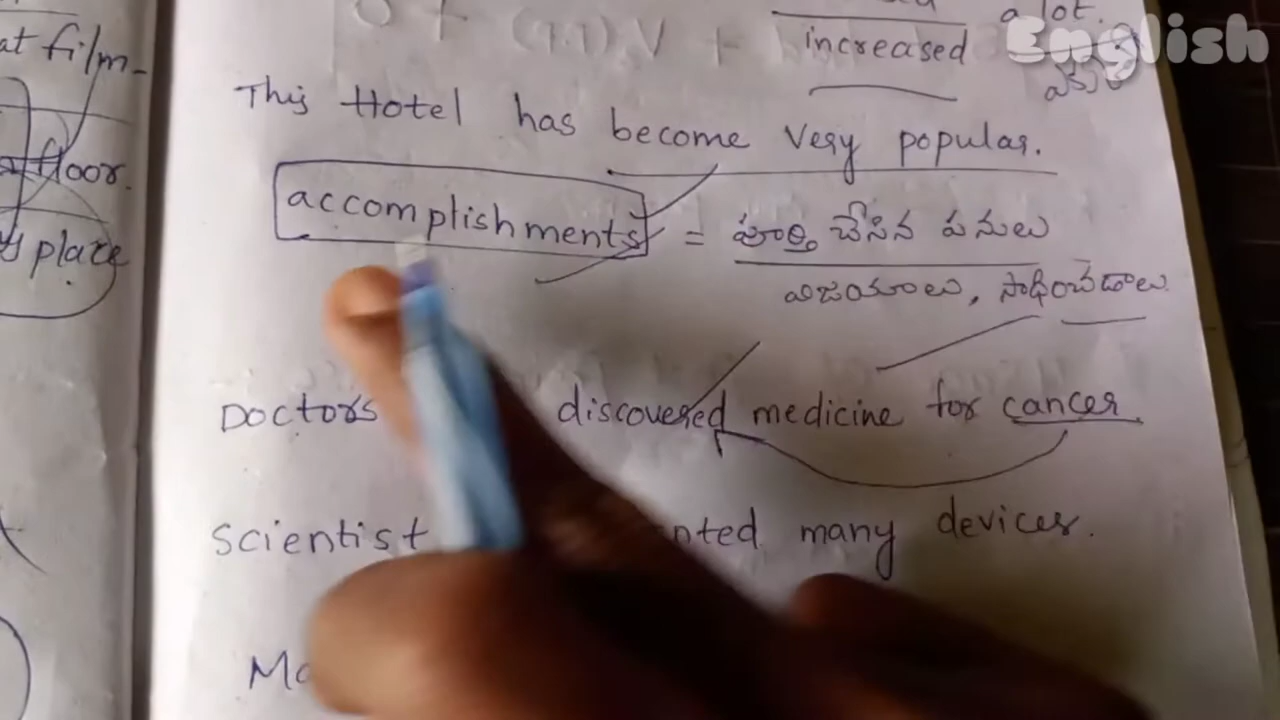 at film
floor.
place
increased
a lot.
English
This Hotel has become very popular.
accomplishments = పూర్తి చేసిన పనులు
విజయాలు, సాధించడాలు
Doctors discovered medicine for cancer
Scientist many devices.